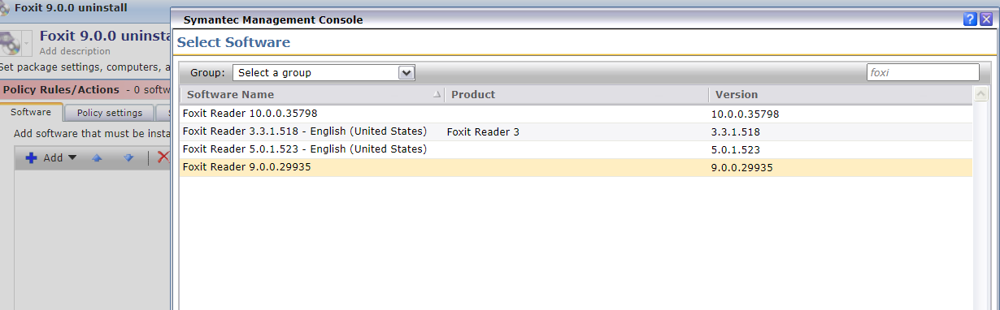 Foxit 9.0.0 uninstall
Symantec Management Console
Foxit 9.0.0 uninsta
Add description
Set package settings, computers, a
Policy Rules/Actions - 0 softw
Software
Policy settings
Add software that must be insta
Add
Select Software
Group:
Select a group
foxi
Software Name
Product
Version
Foxit Reader 10.0.0.35798
10.0.0.35798
Foxit Reader 3.3.1.518 - English (United States)
Foxit Reader 3
3.3.1.518
Foxit Reader 5.0.1.523 - English (United States)
5.0.1.523
Foxit Reader 9.0.0.29935
9.0.0.29935